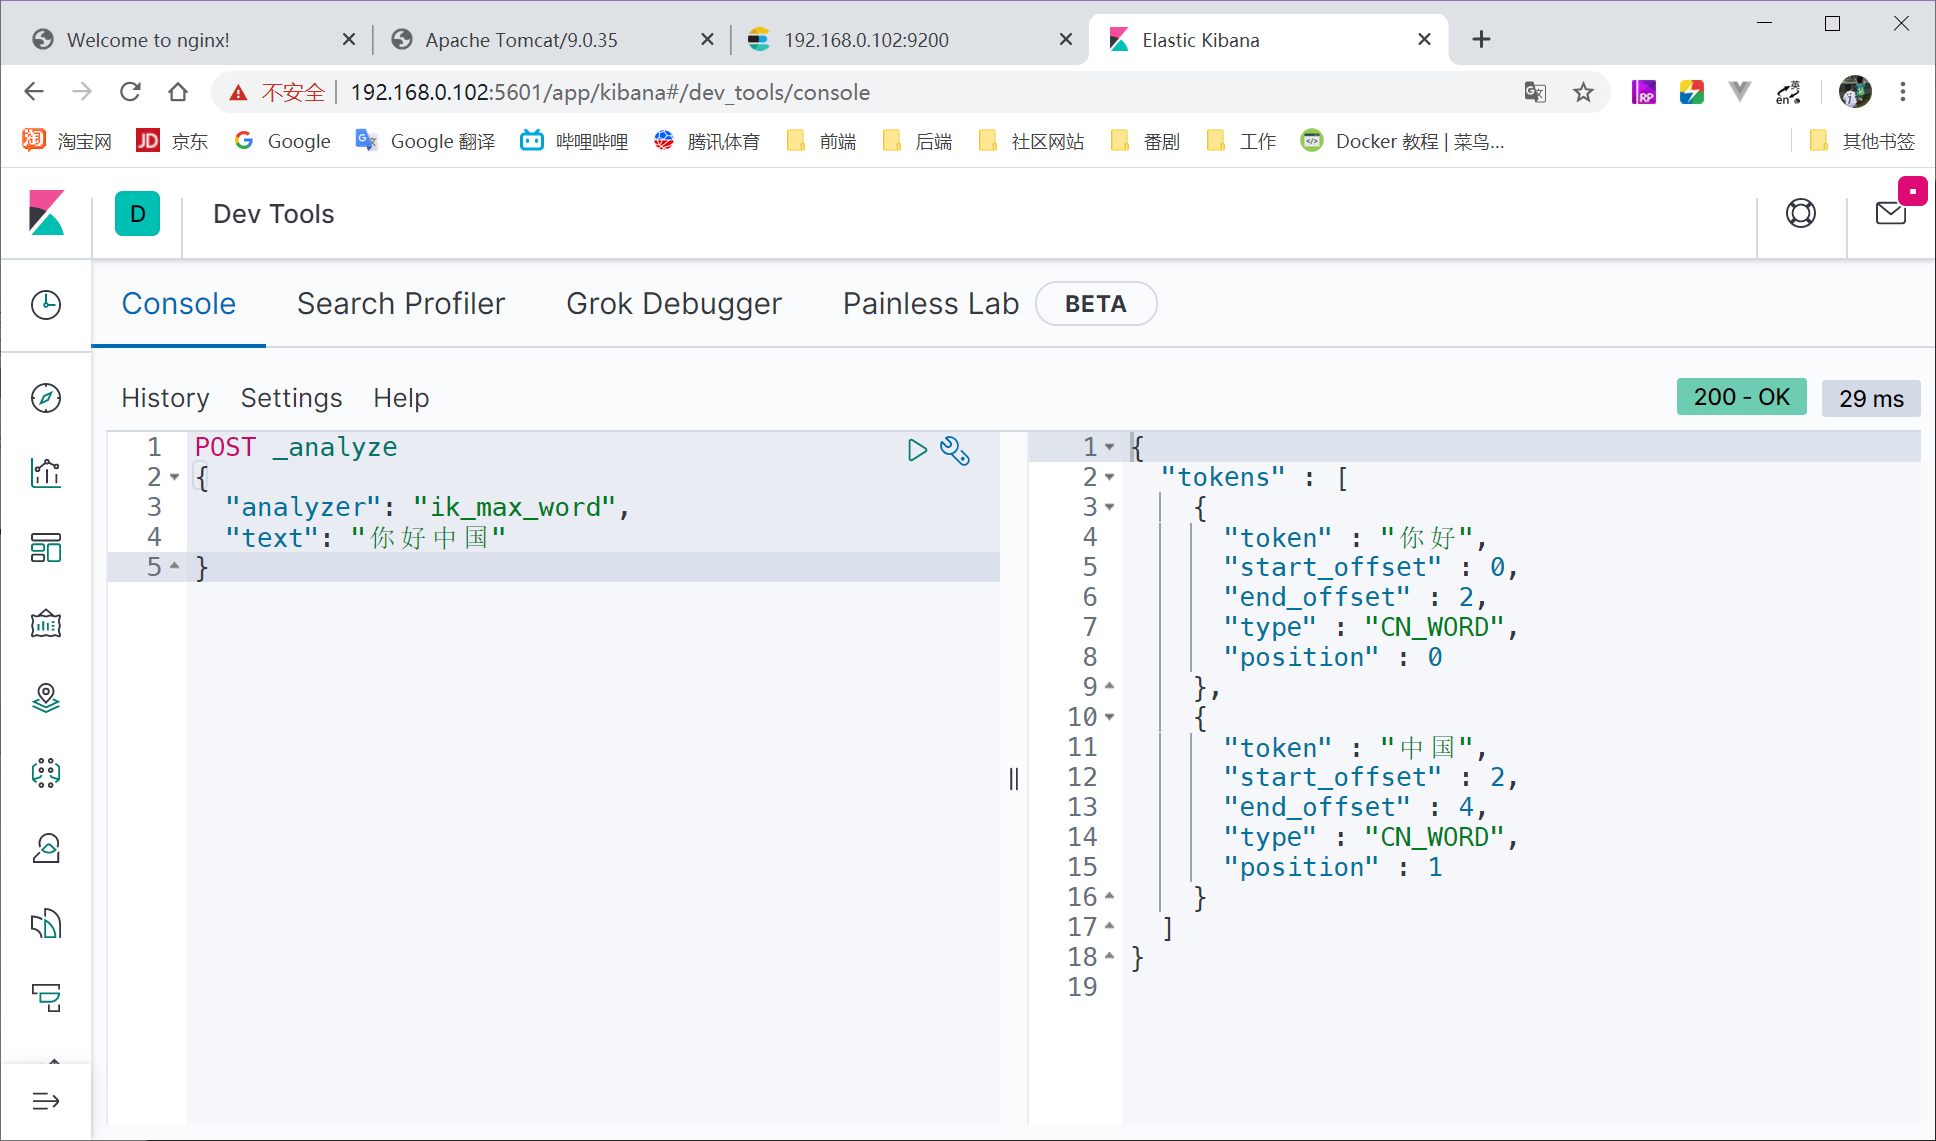 Welcome to nginx!
Apache Tomcat/9.0.35
192.168.0.102:9200
Elastic Kibana
不安全
192.168.0.102:5601/app/kibana#/dev_tools/console
RP
en 英
淘 淘宝网
JD 京东
Google
Google 翻译
哔哩哔哩
腾讯体育
前端
后端
社区网站
番剧
工作
Docker 教程 | 菜鸟...
其他书签
D
Dev Tools
Console
Search Profiler
Grok Debugger
Painless Lab
BETA
History
Settings
Help
200 - OK
29 ms
1 POST _analyze
2 {
3 "analyzer": "ik_max_word",
4 "text": "你好中国"
5 }
1 {
2 "tokens" : [
3 {
4 "token" : "你好",
5 "start_offset" : 0,
6 "end_offset" : 2,
7 "type" : "CN_WORD",
8 "position" : 0
9 },
10 {
11 "token" : "中国",
12 "start_offset" : 2,
13 "end_offset" : 4,
14 "type" : "CN_WORD",
15 "position" : 1
16 }
17 ]
18 }
19